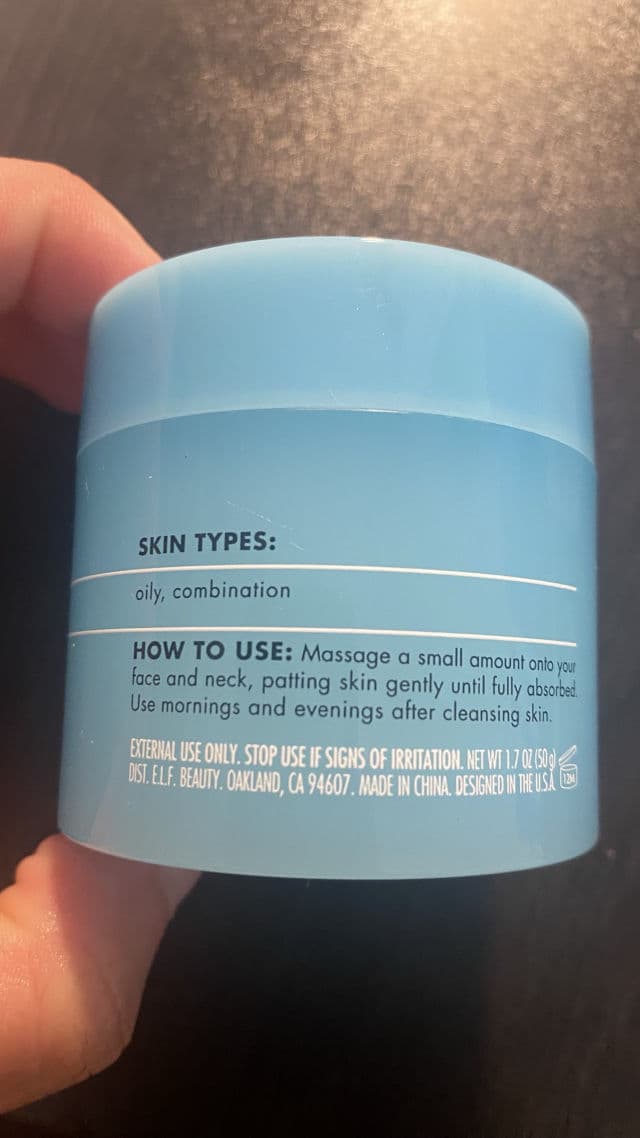 SKIN TYPES:
oily, combination
HOW TO USE: Massage a small amount onto your
face and neck, patting skin gently until fully absorbed.
Use mornings and evenings after cleansing skin.
EXTERNAL USE ONLY. STOP USE IF SIGNS OF IRRITATION. NET WT 1.7 OZ (50 g)
DIST. E.L.F. BEAUTY. OAKLAND, CA 94607. MADE IN CHINA. DESIGNED IN THE U.S.A.
12M